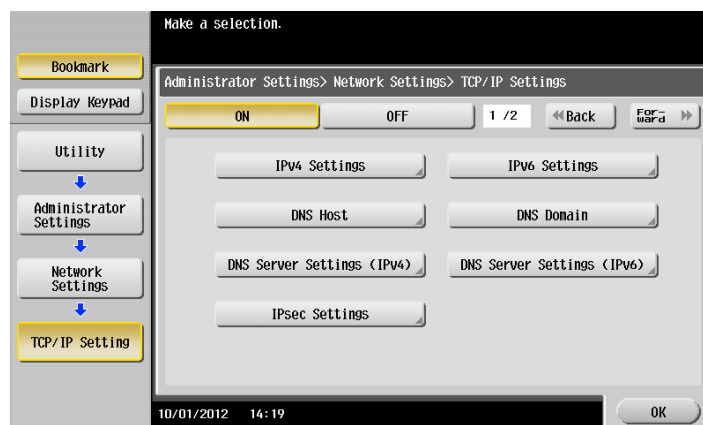 Make a selection.
Bookmark
Display Keypad
Utility
Administrator
Settings
Network
Settings
TCP/IP Setting
Administrator Settings> Network Settings> TCP/IP Settings
ON OFF 1 /2 Back For-
ward
IPv4 Settings IPv6 Settings
DNS Host DNS Domain
DNS Server Settings (IPv4) DNS Server Settings (IPv6)
IPsec Settings
10/01/2012 14:19 OK